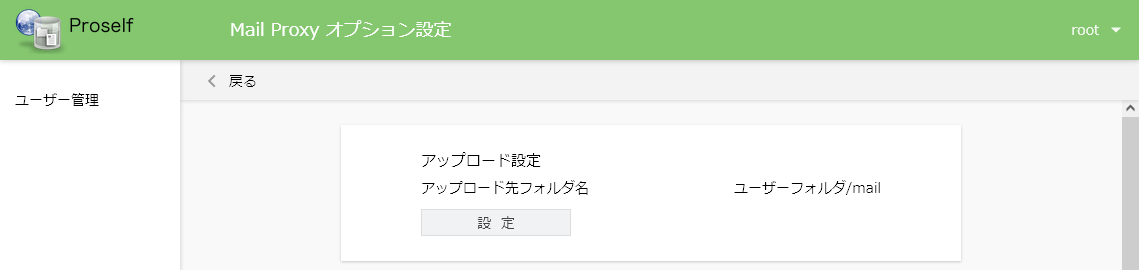 Proself
Mail Proxy オプション設定
root
ユーザー管理
戻る
アップロード設定
アップロード先フォルダ名 ユーザーフォルダ/mail
設 定